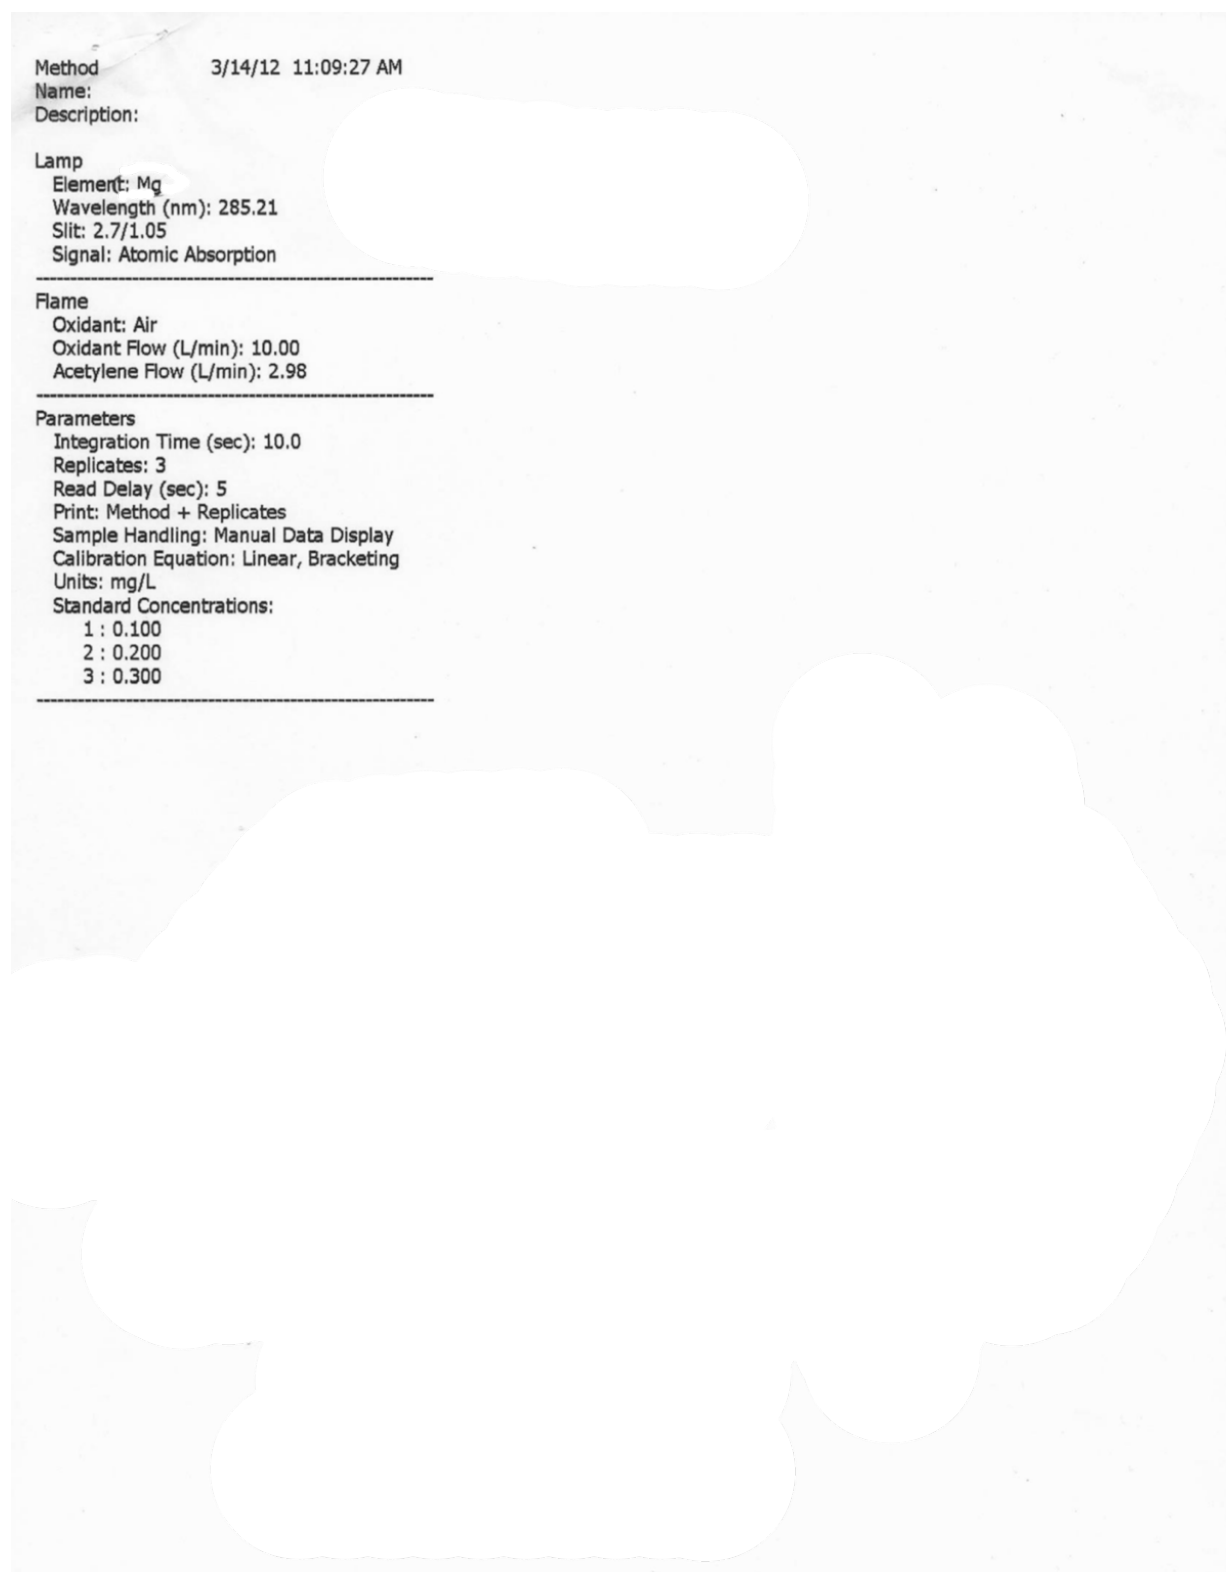 Method 3/14/12 11:09:27 AM
Name:
Description:
Lamp
Element: Mg
Wavelength (nm): 285.21
Slit: 2.7/1.05
Signal: Atomic Absorption
Flame
Oxidant: Air
Oxidant Flow (L/min): 10.00
Acetylene Flow (L/min): 2.98
Parameters
Integration Time (sec): 10.0
Replicates: 3
Read Delay (sec): 5
Print: Method + Replicates
Sample Handling: Manual Data Display
Calibration Equation: Linear, Bracketing
Units: mg/L
Standard Concentrations:
1 : 0.100
2 : 0.200
3 : 0.300